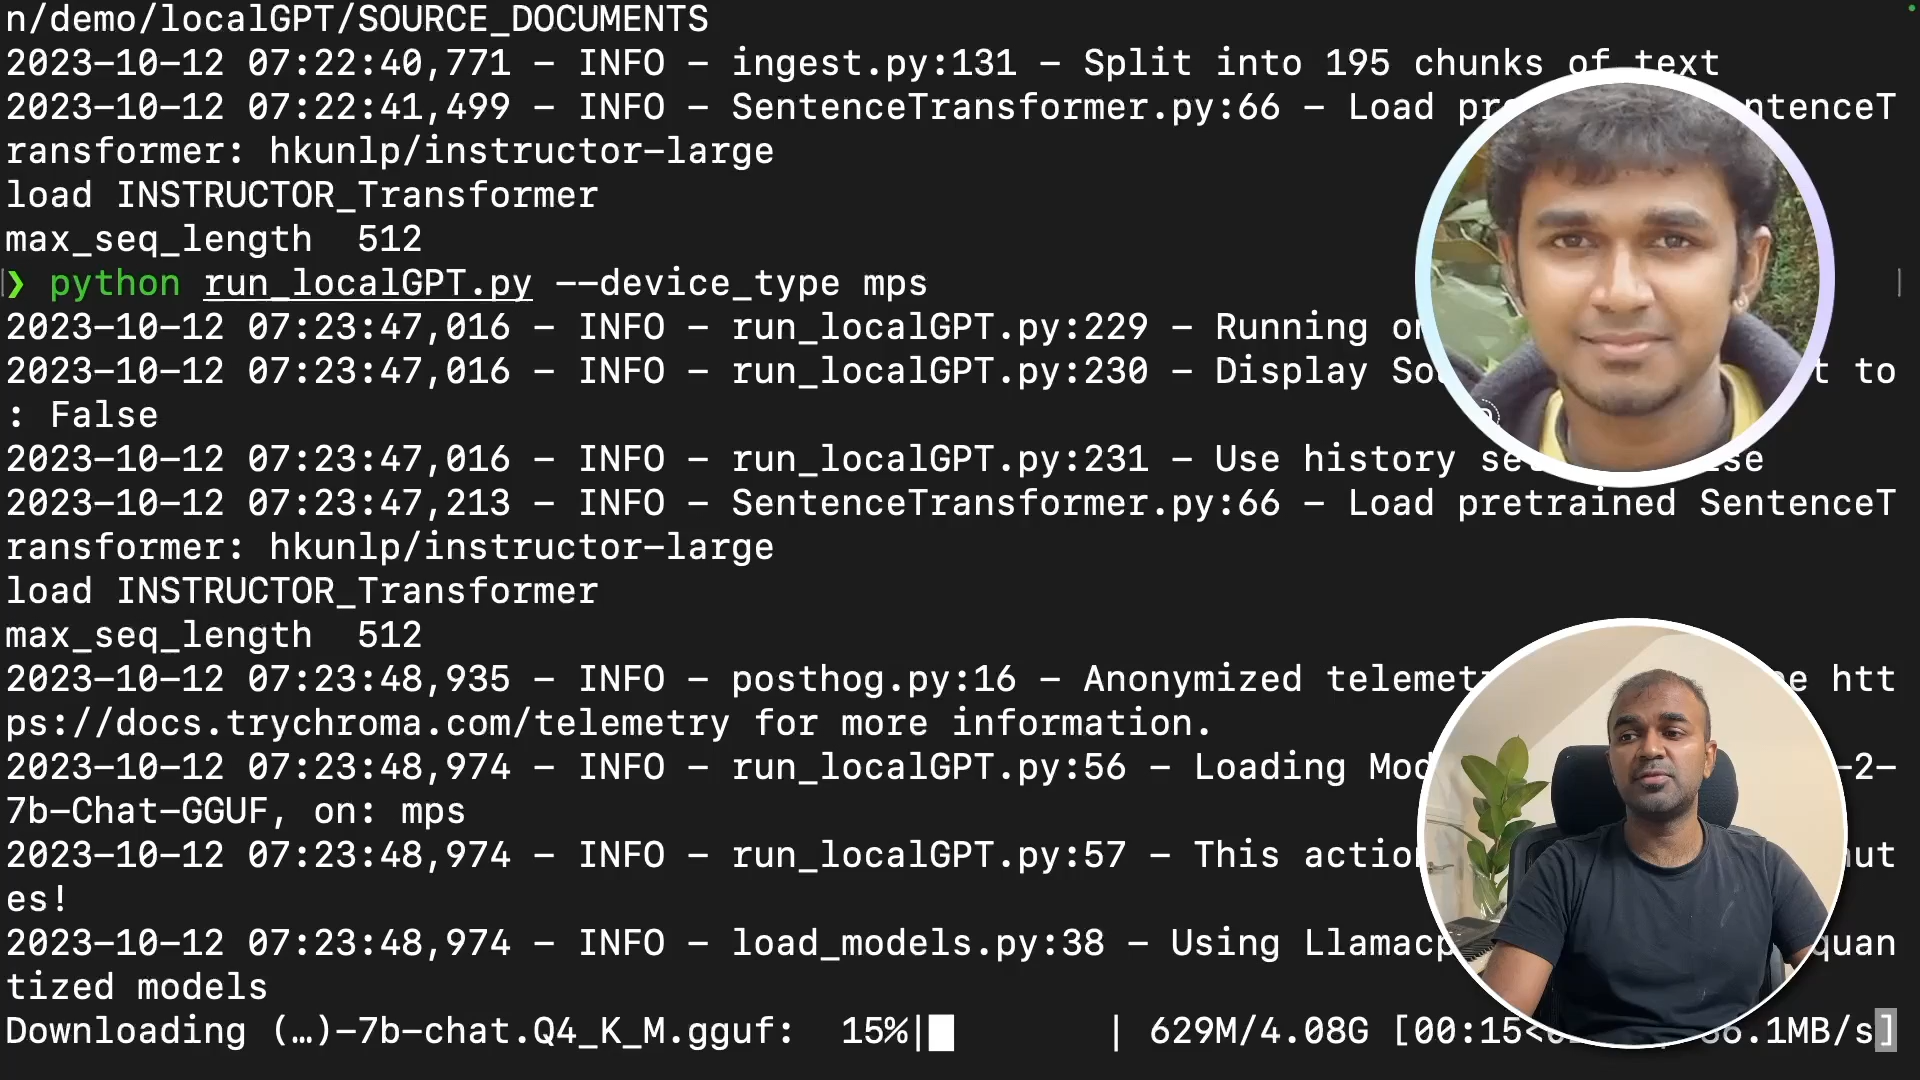 n/demo/localGPT/SOURCE_DOCUMENTS
2023-10-12 07:22:40,771 - INFO - ingest.py:131 - Split into 195 chunks of text
2023-10-12 07:22:41,499 - INFO - SentenceTransformer.py:66 - Load ntenceT
ransformer: hkunlp/instructor-large
load INSTRUCTOR_Transformer
max_seq_length  512
❯ python run_localGPT.py --device_type mps
2023-10-12 07:23:47,016 - INFO - run_localGPT.py:229 - Running
2023-10-12 07:23:47,016 - INFO - run_localGPT.py:230 - Display to
: False
2023-10-12 07:23:47,016 - INFO - run_localGPT.py:231 - Use history
2023-10-12 07:23:47,213 - INFO - SentenceTransformer.py:66 - Load pretrained SentenceT
ransformer: hkunlp/instructor-large
load INSTRUCTOR_Transformer
max_seq_length  512
2023-10-12 07:23:48,935 - INFO - posthog.py:16 - Anonymized htt
ps://docs.trychroma.com/telemetry for more information.
2023-10-12 07:23:48,974 - INFO - run_localGPT.py:56 - Loading -2-
7b-Chat-GGUF, on: mps
2023-10-12 07:23:48,974 - INFO - run_localGPT.py:57 - This
es!
2023-10-12 07:23:48,974 - INFO - load_models.py:38 - Using quan
tized models
Downloading (…)-7b-chat.Q4_K_M.gguf:  15%| | 629M/4.08G [00:15<